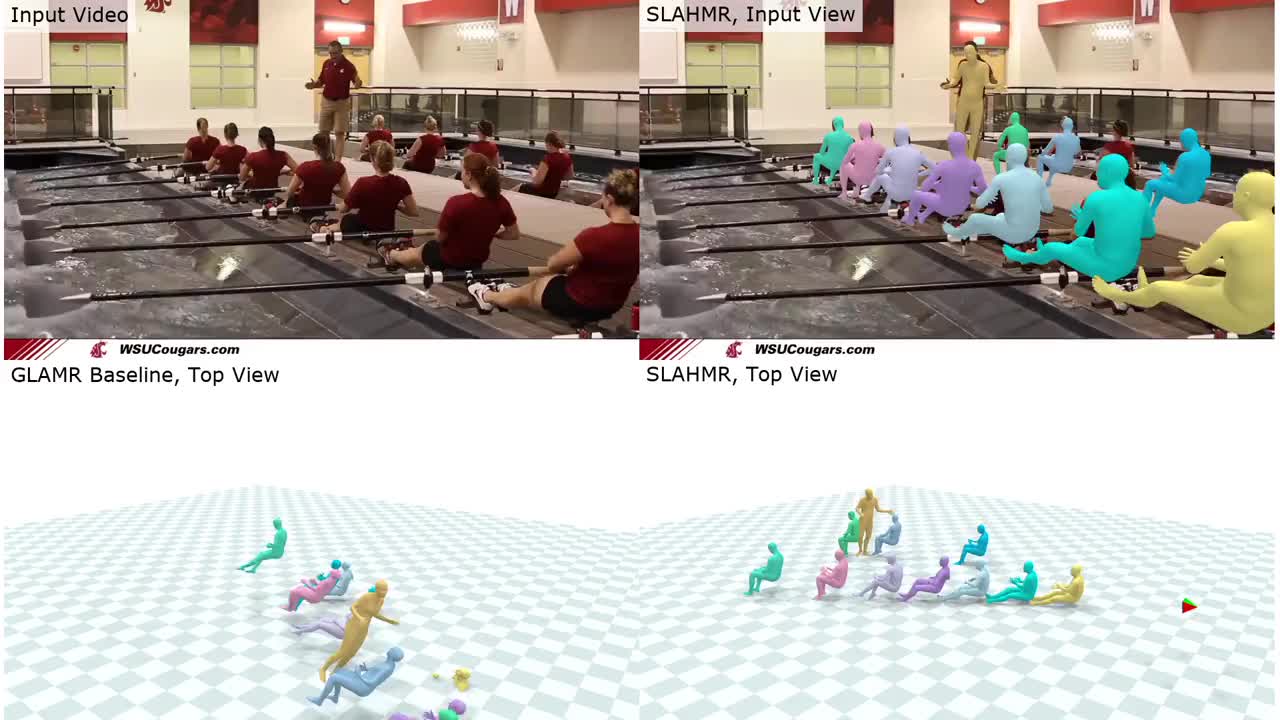 Input Video
SLAHMR, Input View
W
W
WSUCougars.com
WSUCougars.com
GLAMR Baseline, Top View
SLAHMR, Top View